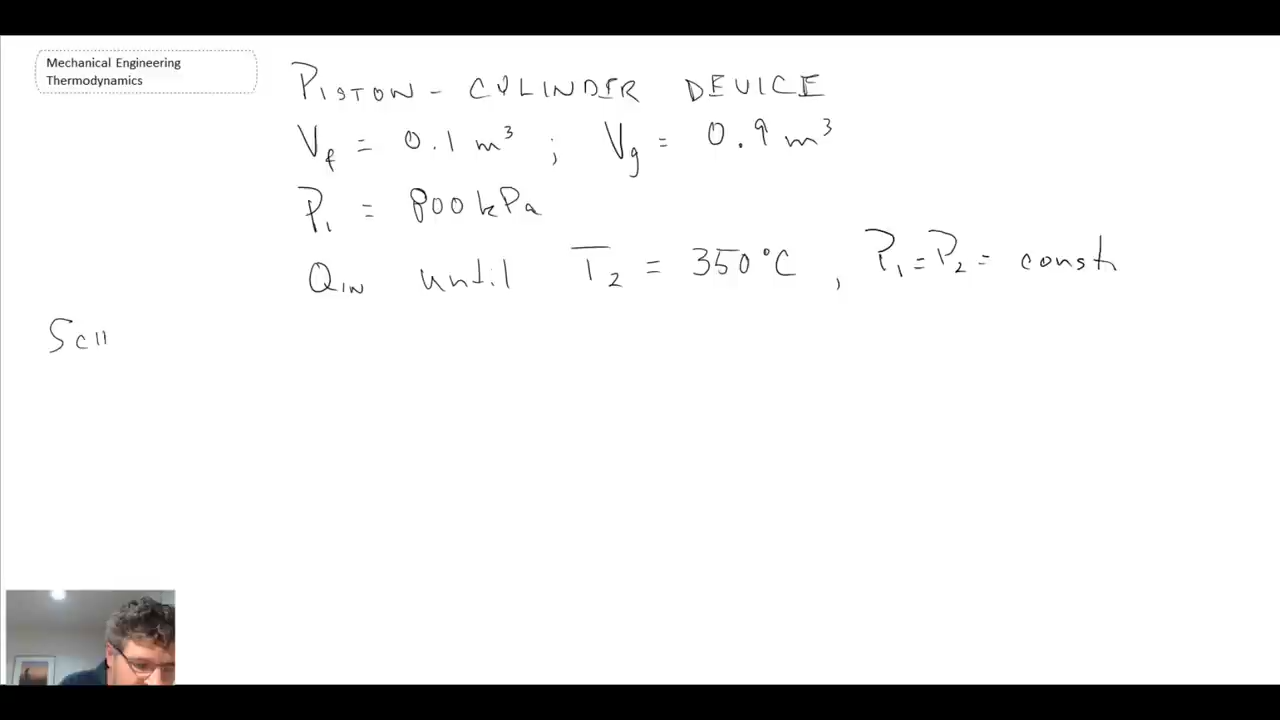 Mechanical Engineering
Thermodynamics
PISTON - CYLINDER DEVICE
Vf = 0.1 m³ ; Vg = 0.9 m³
P₁ = 800 kPa
QIN until T₂ = 350°C , P₁ = P₂ = const